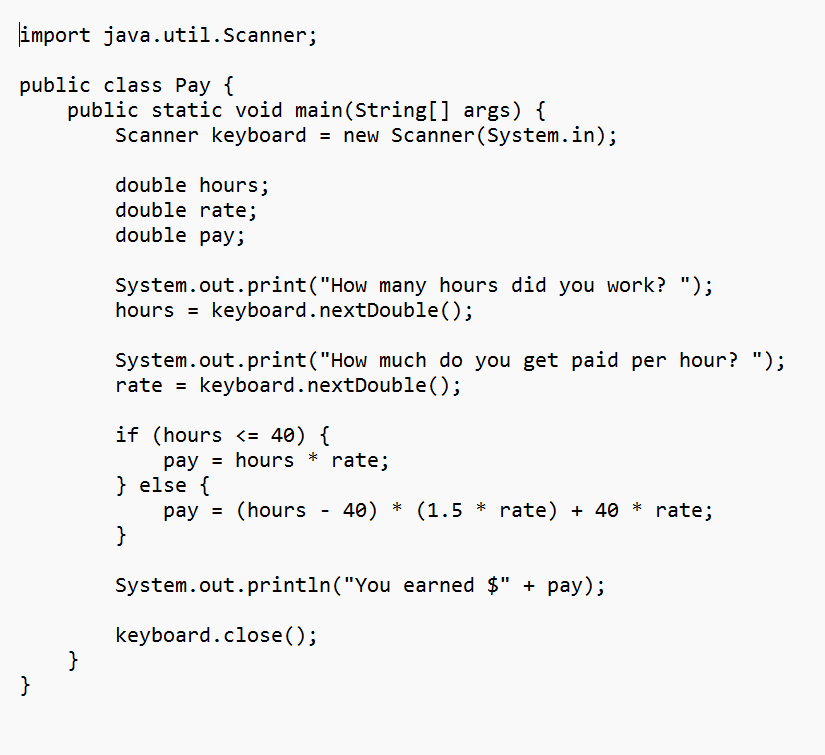 import java.util.Scanner;

public class Pay {
    public static void main(String[] args) {
        Scanner keyboard = new Scanner(System.in);

        double hours;
        double rate;
        double pay;

        System.out.print("How many hours did you work? ");
        hours = keyboard.nextDouble();

        System.out.print("How much do you get paid per hour? ");
        rate = keyboard.nextDouble();

        if (hours <= 40) {
            pay = hours * rate;
        } else {
            pay = (hours - 40) * (1.5 * rate) + 40 * rate;
        }

        System.out.println("You earned $" + pay);

        keyboard.close();
    }
}